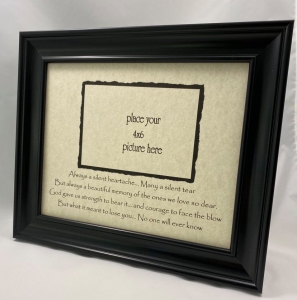 place your
4x6
picture here
Always a silent heartache... Many a silent tear
But always a beautiful memory of the ones we love so dear.
God gave us strength to bear it... and courage to face the blow
But what it meant to lose you... No one will ever know